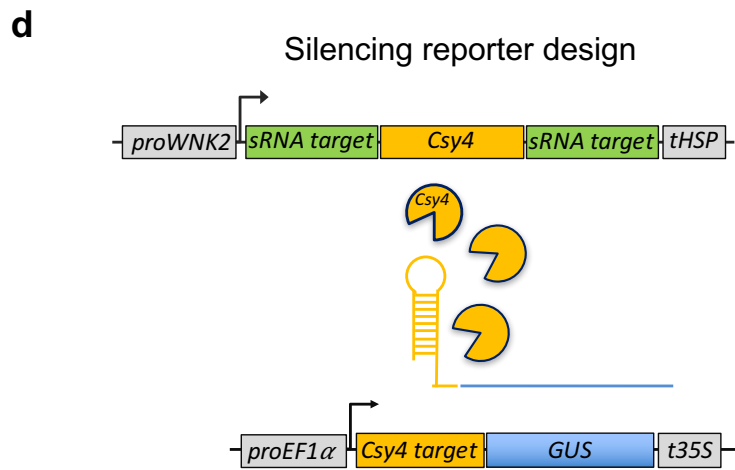 d
Silencing reporter design
proWNK2 sRNA target Csy4 sRNA target tHSP
Csy4
proEF1α Csy4 target GUS t35S